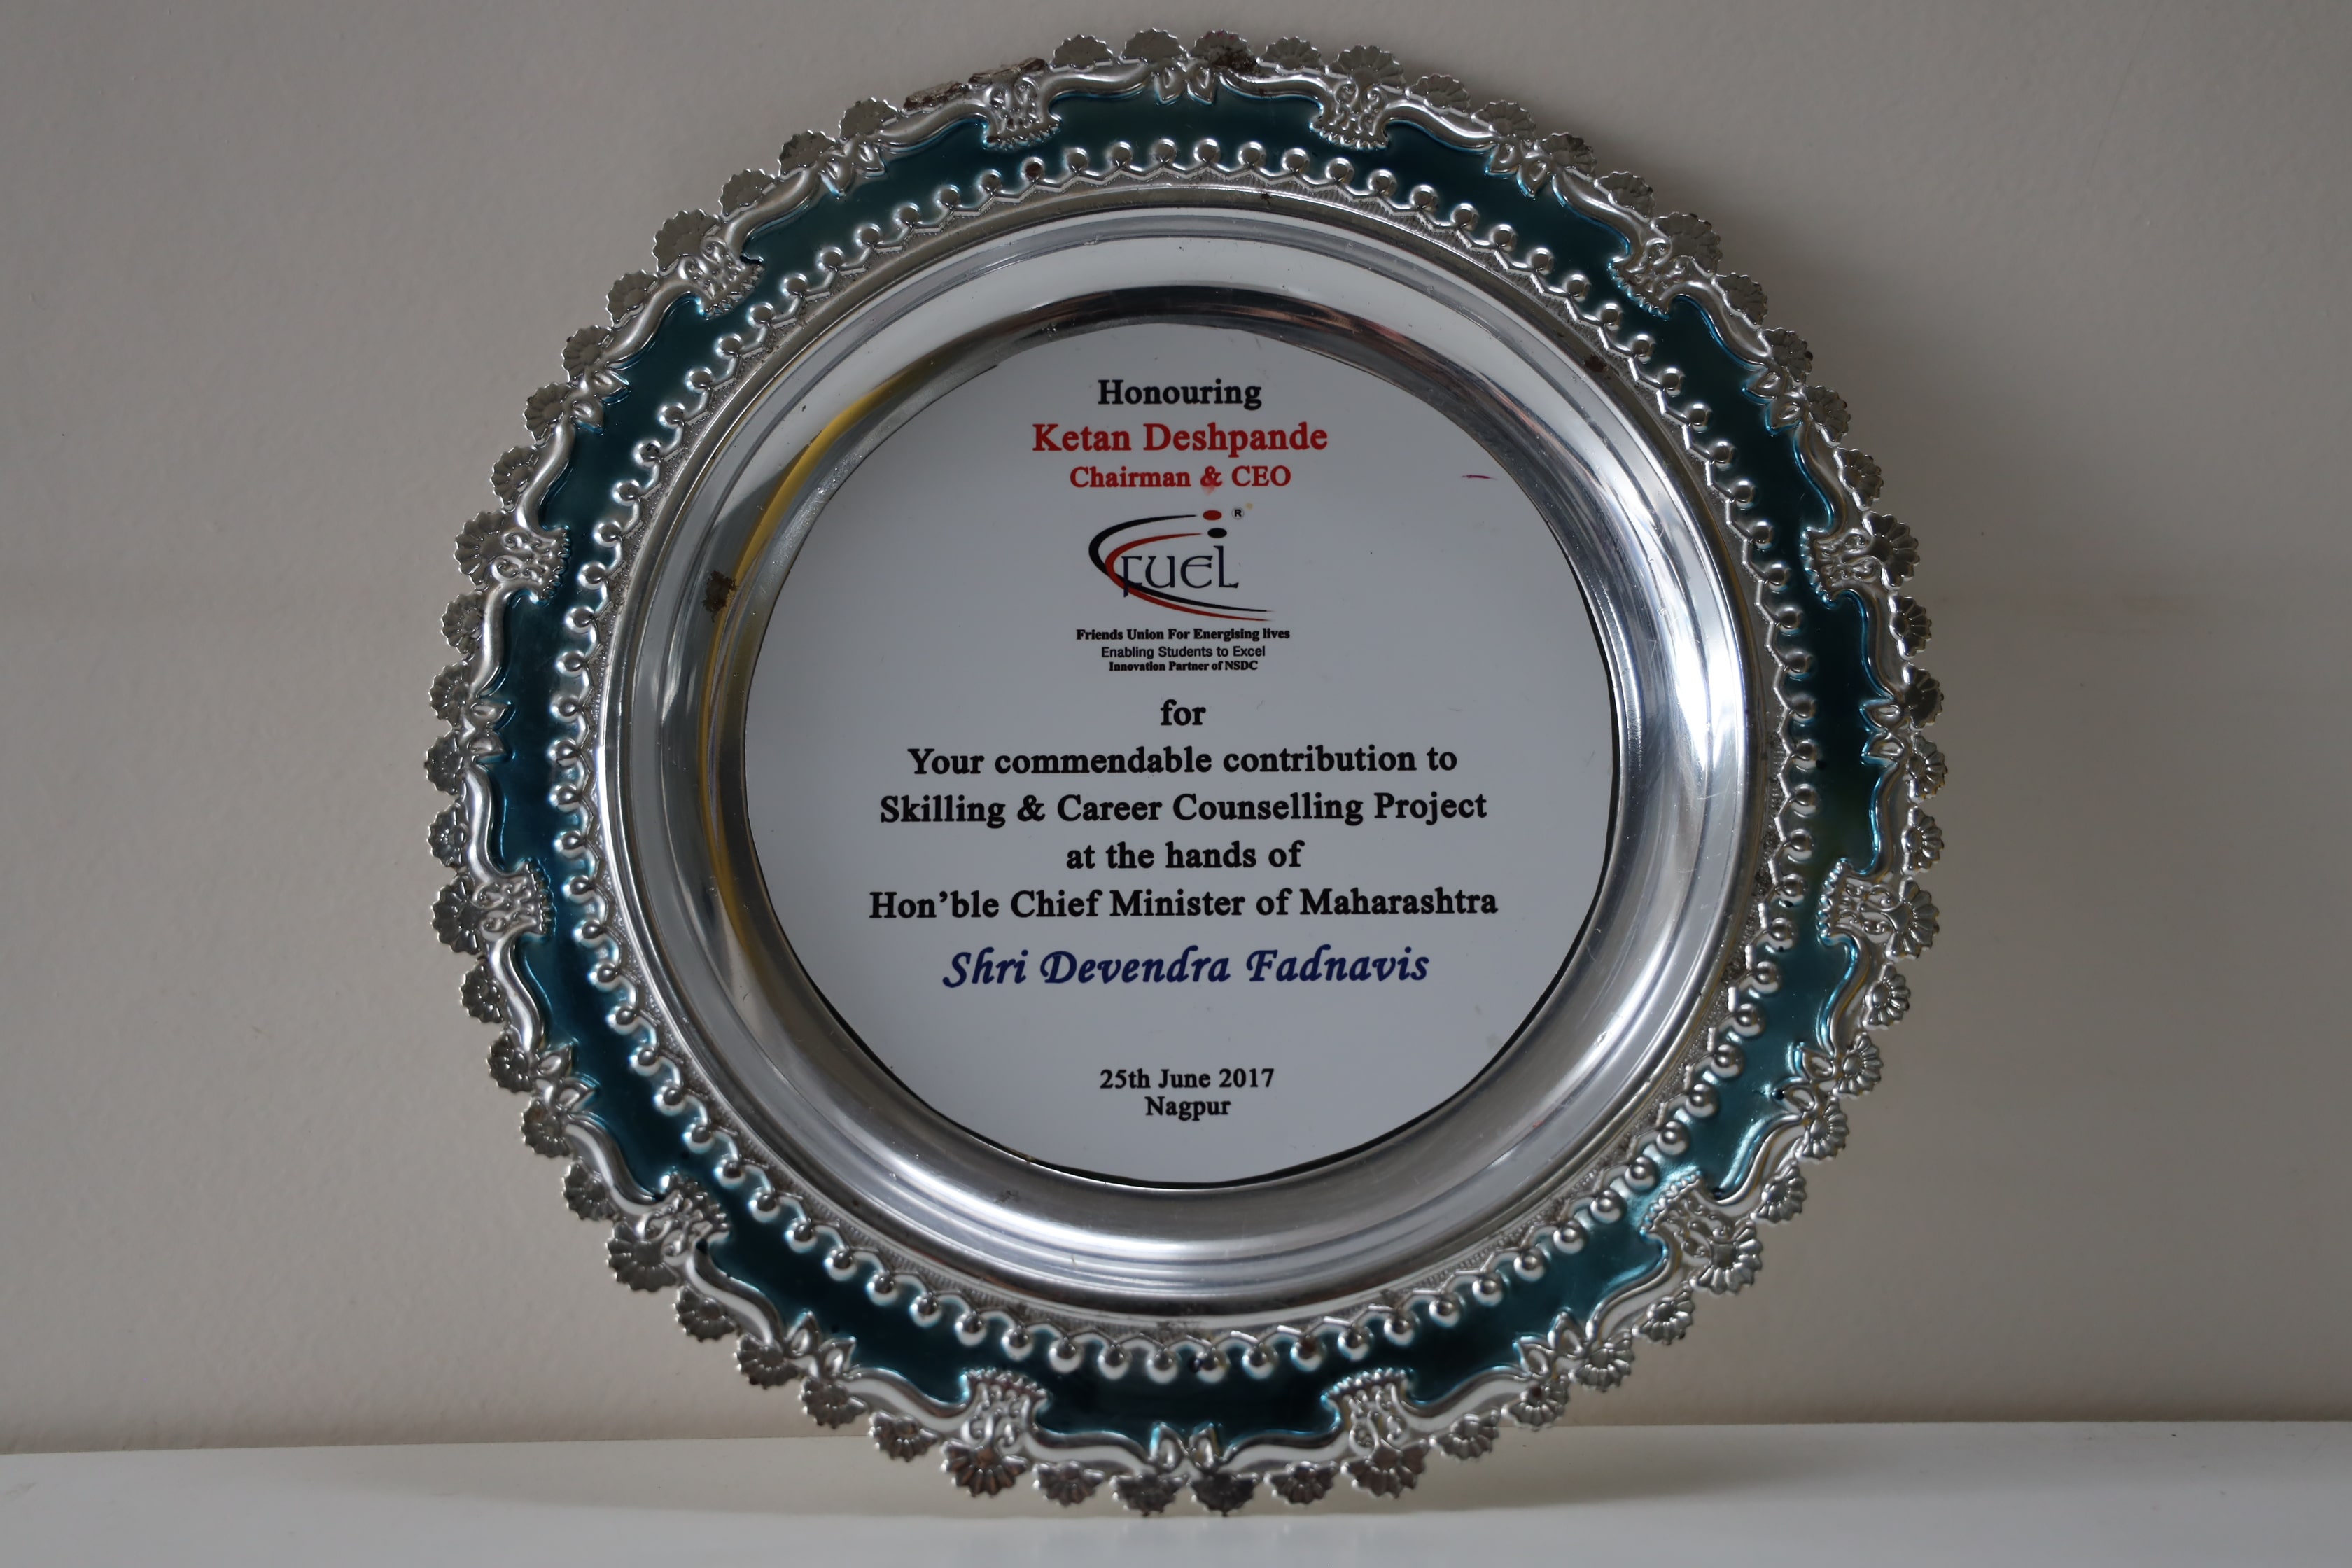 Honouring
Ketan Deshpande
Chairman & CEO
®
FUEL
Friends Union For Energising lives
Enabling Students to Excel
Innovation Partner of NSDC
for
Your commendable contribution to
Skilling & Career Counselling Project
at the hands of
Hon'ble Chief Minister of Maharashtra
Shri Devendra Fadnavis
25th June 2017
Nagpur